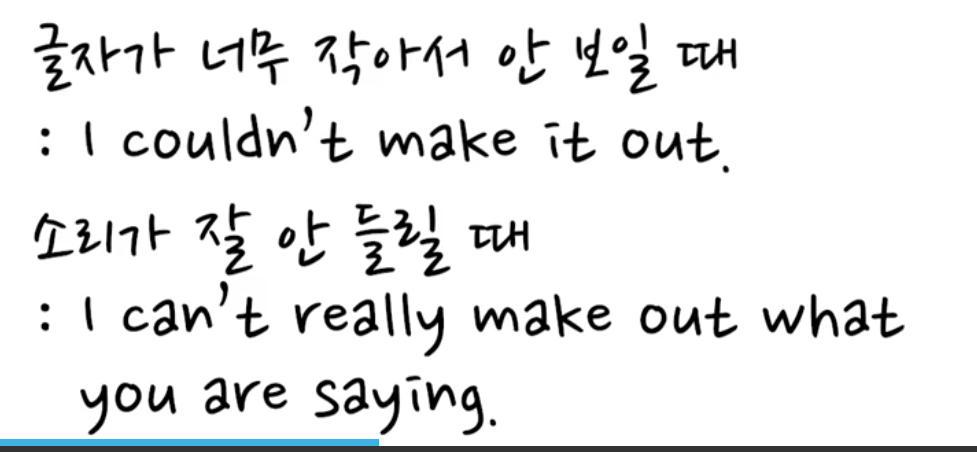 글자가 너무 작아서 안 보일 때
: I couldn't make it out.
소리가 잘 안 들릴 때
: I can't really make out what
you are saying.